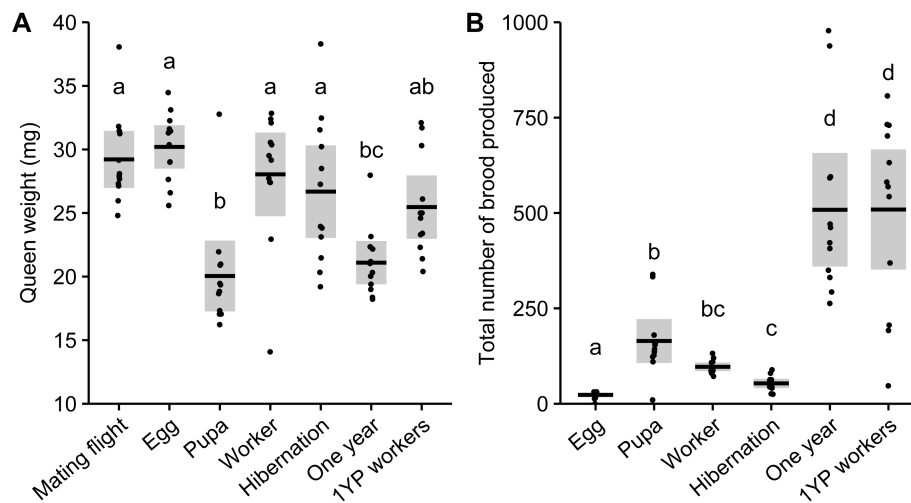 A
Queen weight (mg)
40
35
30
25
20
15
10
a
a
b
a
a
bc
ab
Mating flight
Egg
Pupa
Worker
Hibernation
One year
1YP workers
B
Total number of brood produced
1000
750
500
250
0
a
b
bc
c
d
d
Egg
Pupa
Worker
Hibernation
One year
1YP workers